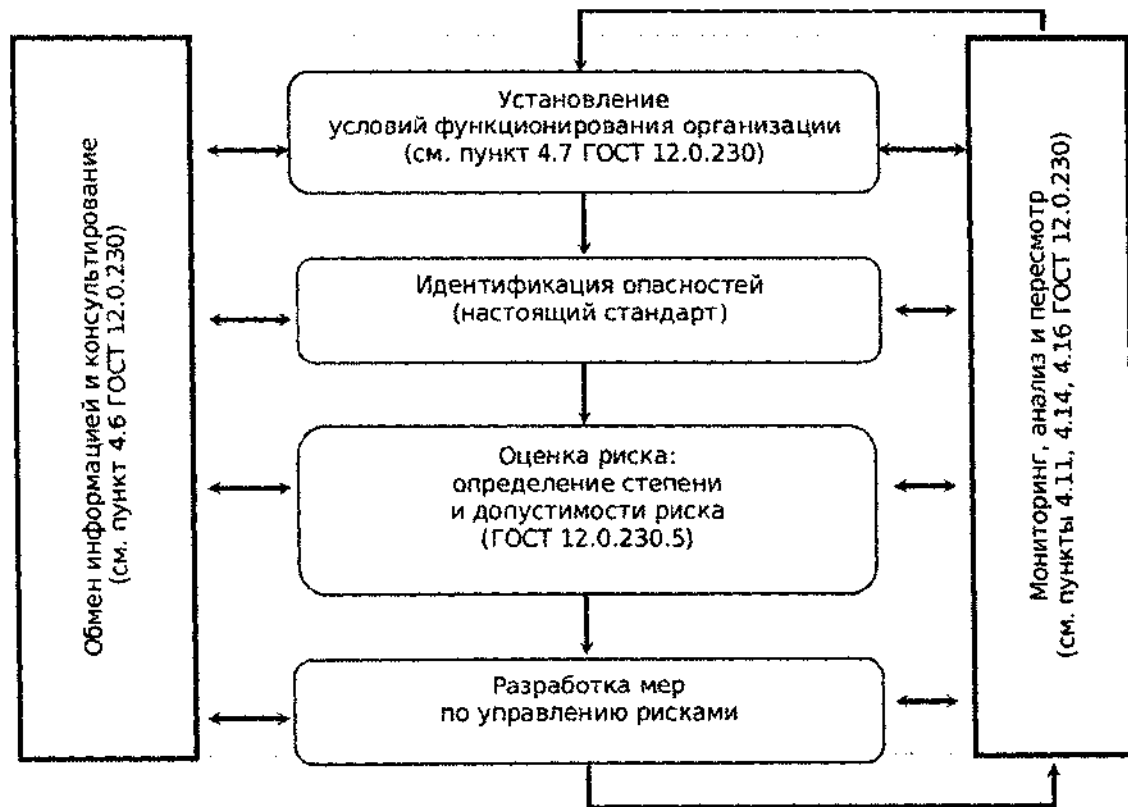 Обмен информацией и консультирование
(см. пункт 4.6 ГОСТ 12.0.230)
Установление
условий функционирования организации
(см. пункт 4.7 ГОСТ 12.0.230)
Идентификация опасностей
(настоящий стандарт)
Оценка риска:
определение степени
и допустимости риска
(ГОСТ 12.0.230.5)
Разработка мер
по управлению рисками
Мониторинг, анализ и пересмотр
(см. пункты 4.11, 4.14, 4.16 ГОСТ 12.0.230)